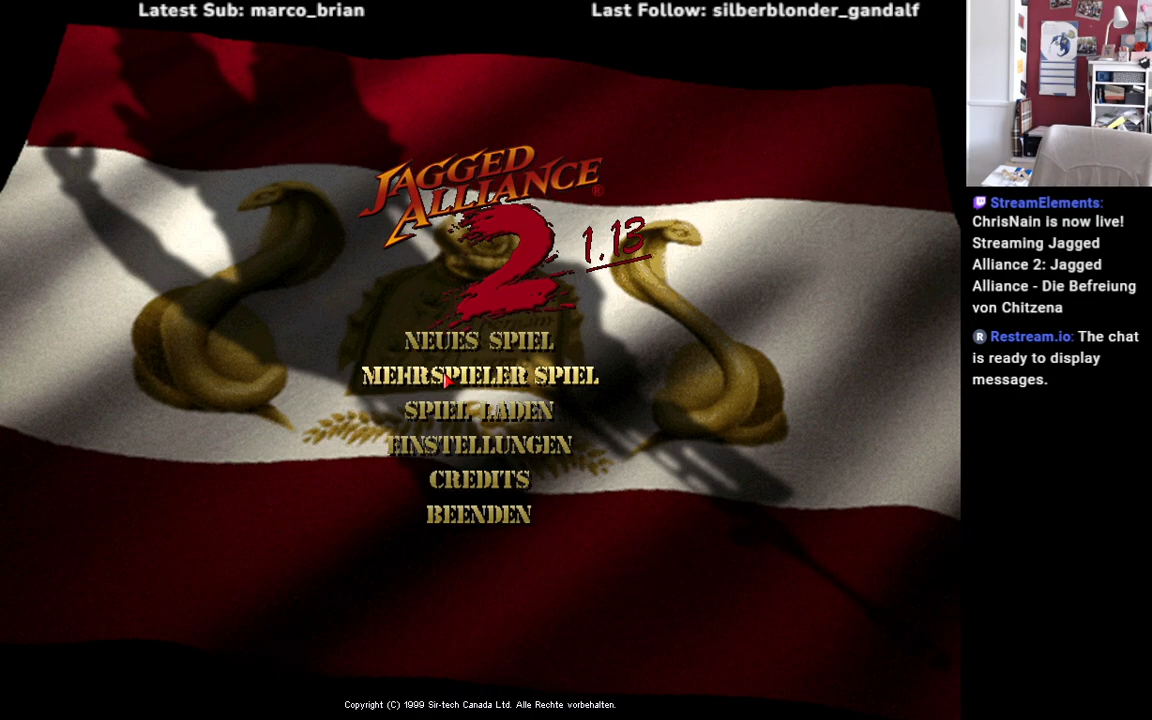 Latest Sub: marco_brian
Last Follow: silberblonder_gandalf
JAGGED
ALLIANCE®
2 1.13
NEUES SPIEL
MEHRSPIELER SPIEL
SPIEL LADEN
EINSTELLUNGEN
CREDITS
BEENDEN
Copyright (C) 1999 Sir-tech Canada Ltd. Alle Rechte vorbehalten.
StreamElements:
ChrisNain is now live!
Streaming Jagged
Alliance 2: Jagged
Alliance - Die Befreiung
von Chitzena
R Restream.io: The chat
is ready to display
messages.